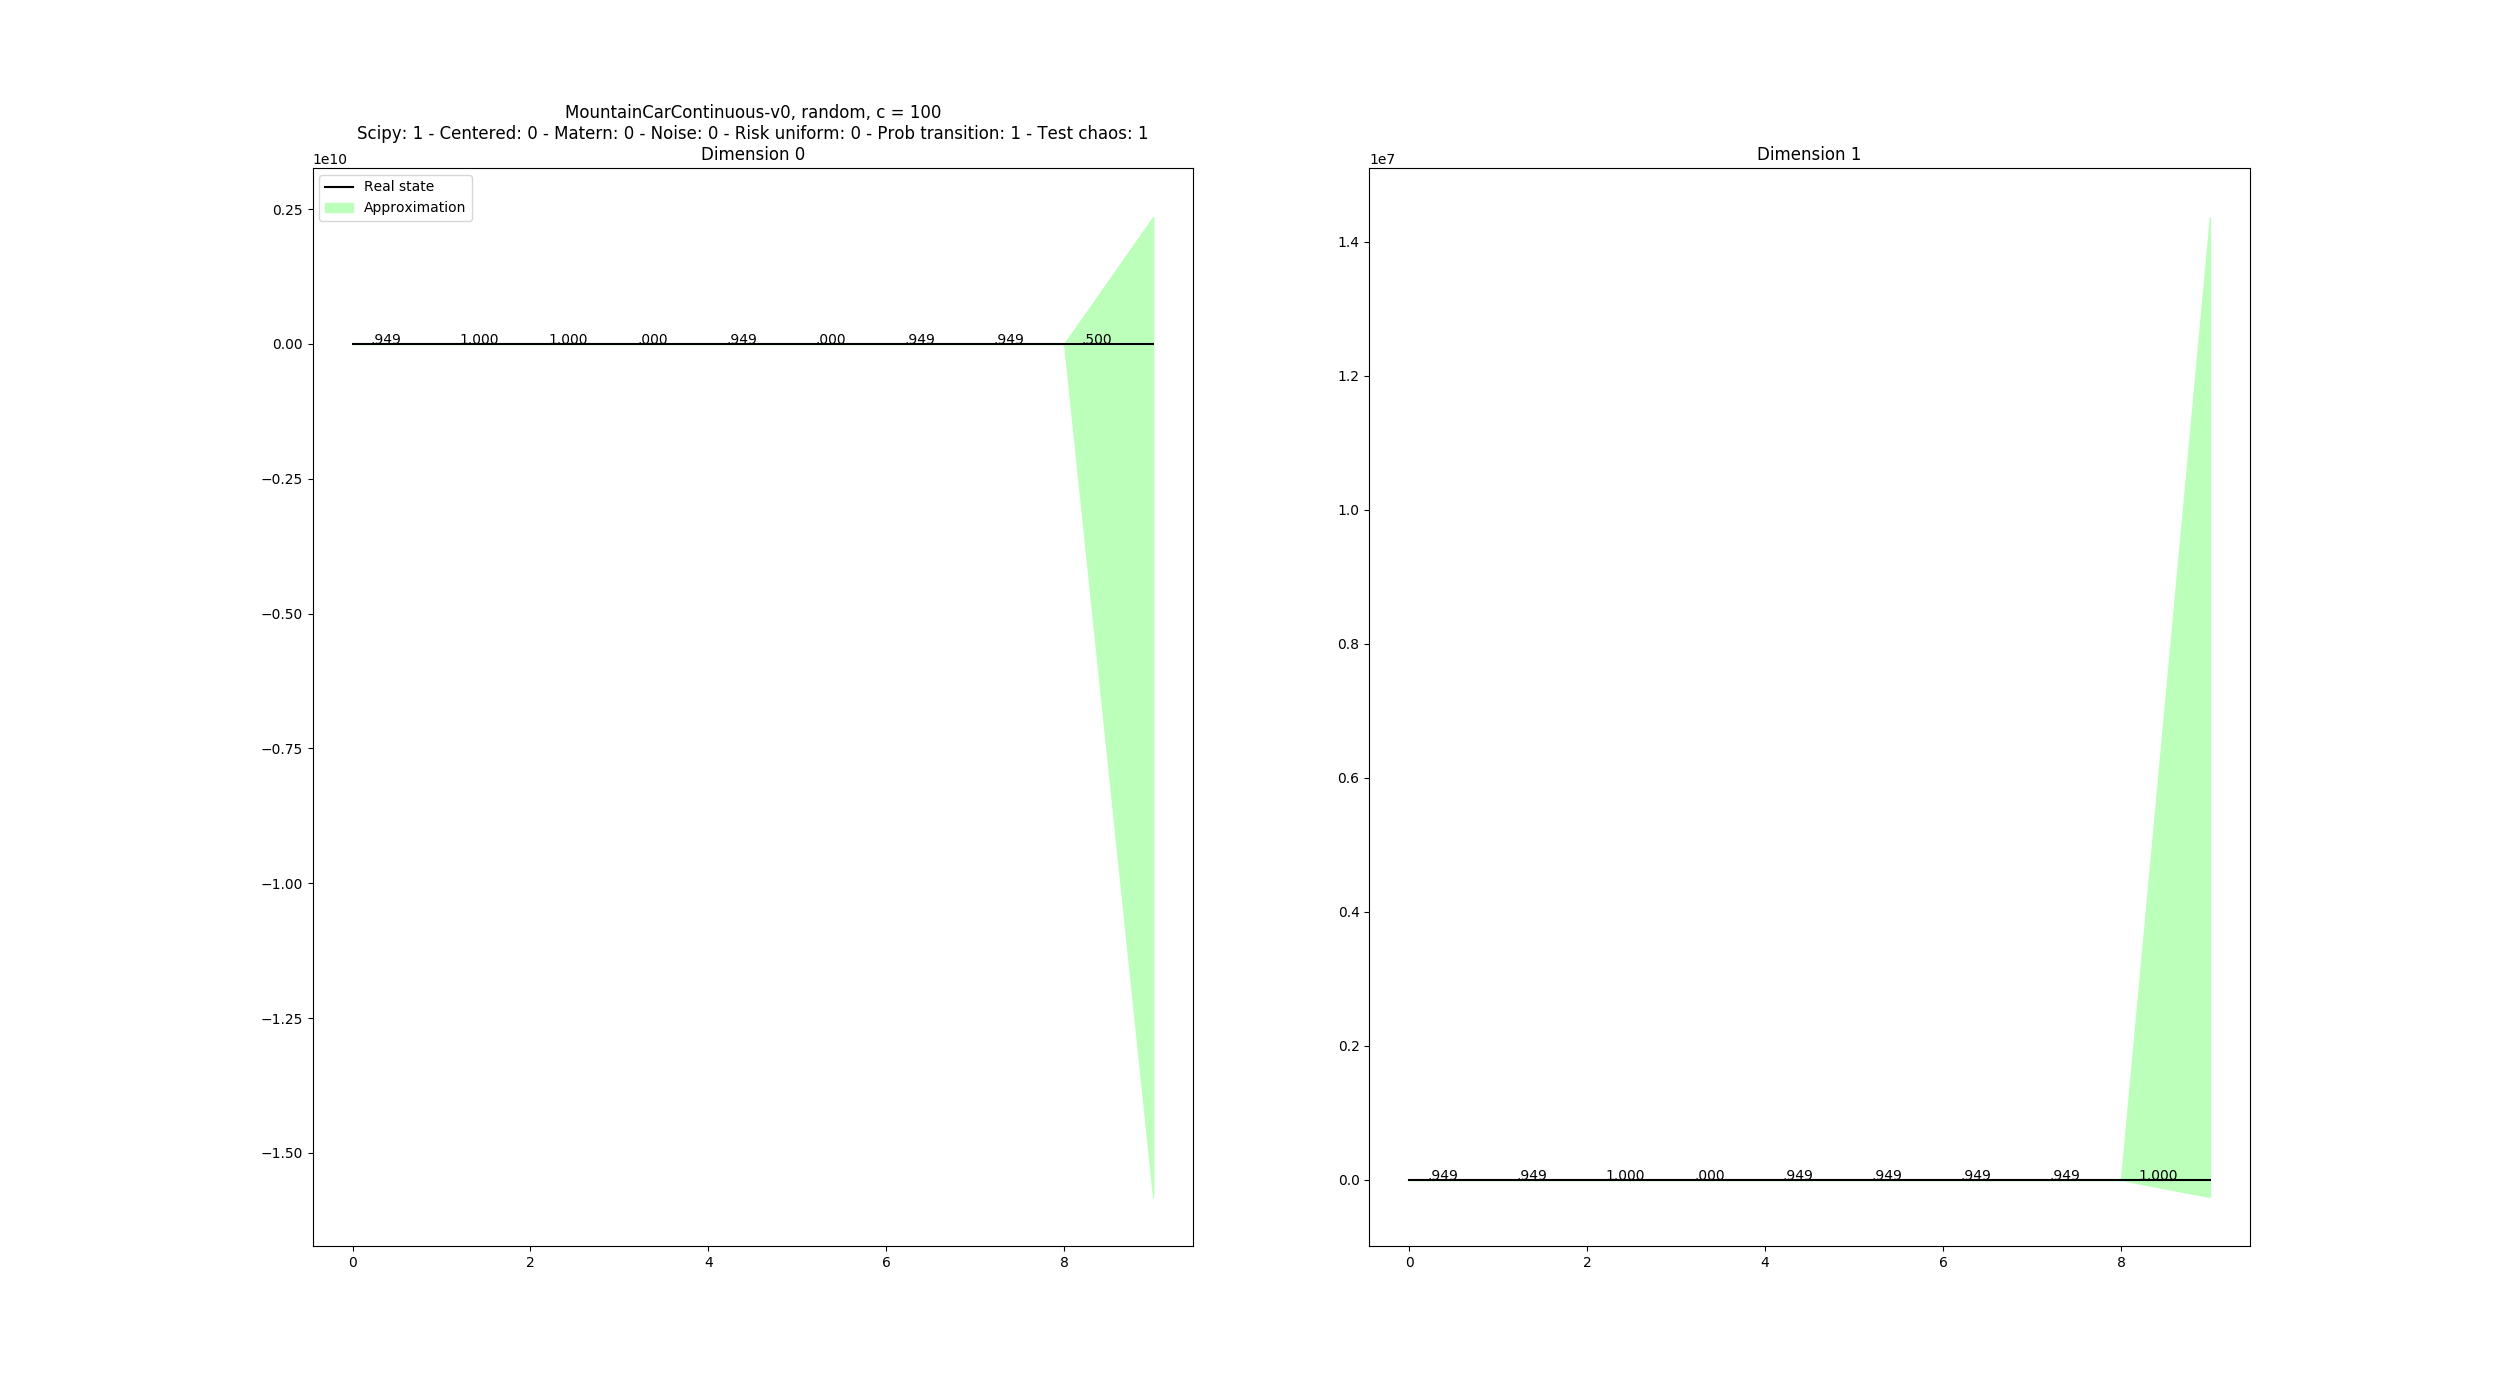 MountainCarContinuous-v0, random, c = 100
Scipy: 1 - Centered: 0 - Matern: 0 - Noise: 0 - Risk uniform: 0 - Prob transition: 1 - Test chaos: 1
Dimension 0
1e10
Real state
Approximation
0.25
0.00
−0.25
−0.50
−0.75
−1.00
−1.25
−1.50
.949 1.000 1.000 .000 .949 .000 .949 .949 .500
0 2 4 6 8
Dimension 1
1e7
1.4
1.2
1.0
0.8
0.6
0.4
0.2
0.0
.949 .949 1.000 .000 .949 .949 .949 .949 1.000
0 2 4 6 8